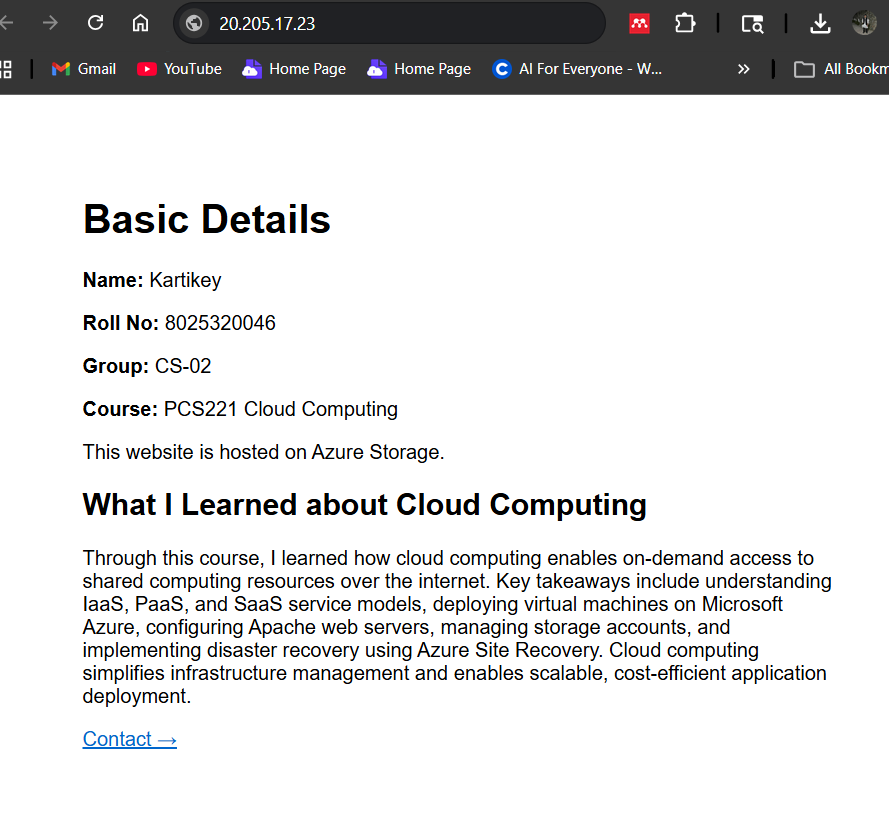 20.205.17.23
Gmail YouTube Home Page Home Page AI For Everyone - W... » All Bookm
Basic Details
Name: Kartikey
Roll No: 8025320046
Group: CS-02
Course: PCS221 Cloud Computing
This website is hosted on Azure Storage.
What I Learned about Cloud Computing
Through this course, I learned how cloud computing enables on-demand access to
shared computing resources over the internet. Key takeaways include understanding
IaaS, PaaS, and SaaS service models, deploying virtual machines on Microsoft
Azure, configuring Apache web servers, managing storage accounts, and
implementing disaster recovery using Azure Site Recovery. Cloud computing
simplifies infrastructure management and enables scalable, cost-efficient application
deployment.
Contact →